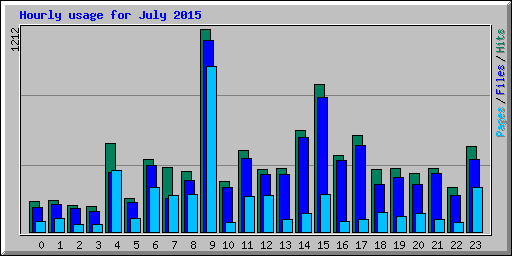 Hourly usage for July 2015
1212
Pages / Files / Hits
0 1 2 3 4 5 6 7 8 9 10 11 12 13 14 15 16 17 18 19 20 21 22 23